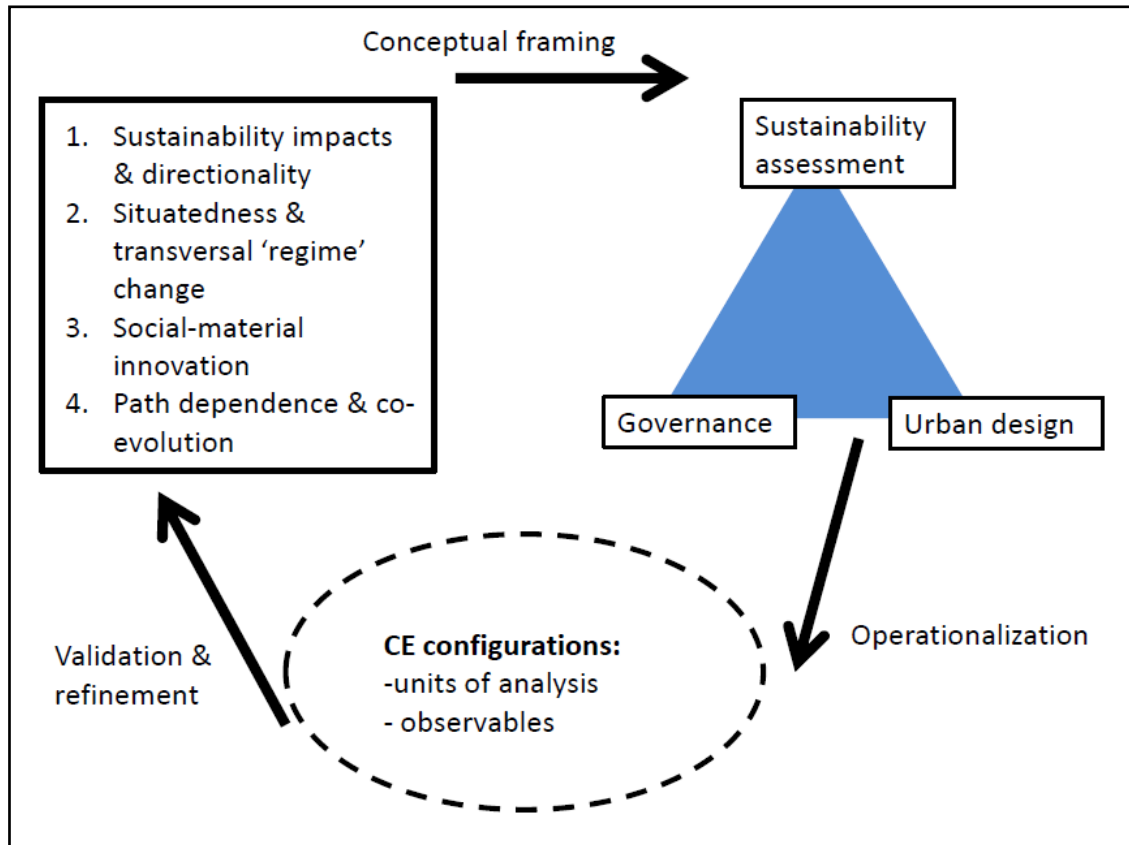 Conceptual framing
1. Sustainability impacts
& directionality
2. Situatedness &
transversal ‘regime’
change
3. Social-material
innovation
4. Path dependence & co-
evolution
Sustainability
assessment
Governance
Urban design
Operationalization
CE configurations:
-units of analysis
- observables
Validation &
refinement